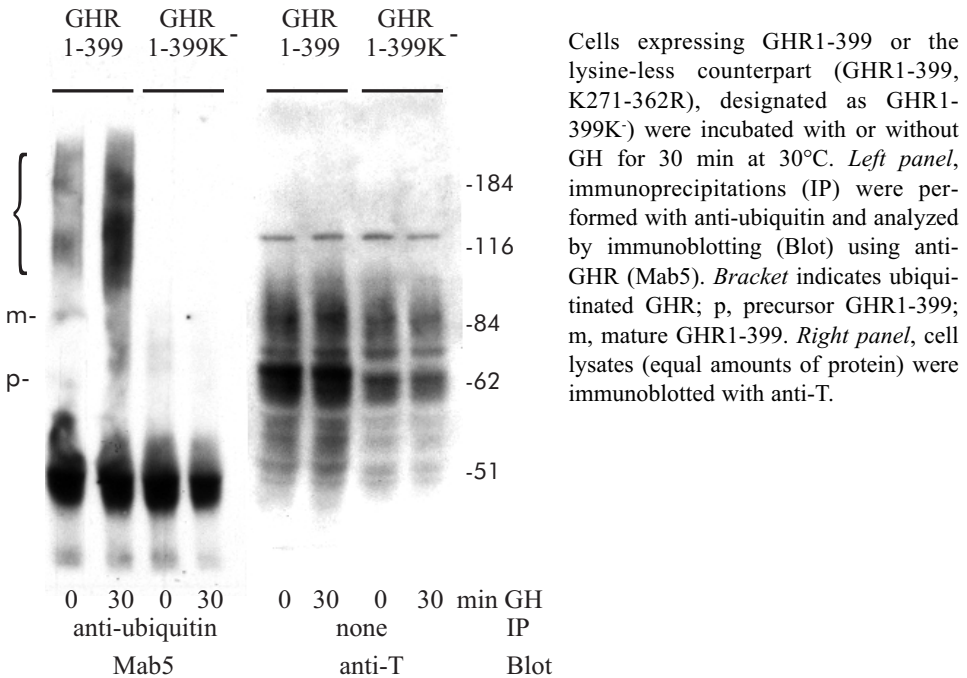 GHR GHR GHR GHR
1-399 1-399K- 1-399 1-399K-
-184
-116
m-
-84
p-
-62
-51
0 30 0 30 0 30 0 30 min GH
anti-ubiquitin none IP
Mab5 anti-T Blot
Cells expressing GHR1-399 or the
lysine-less counterpart (GHR1-399,
K271-362R), designated as GHR1-
399K-) were incubated with or without
GH for 30 min at 30°C. Left panel,
immunoprecipitations (IP) were per-
formed with anti-ubiquitin and analyzed
by immunoblotting (Blot) using anti-
GHR (Mab5). Bracket indicates ubiqui-
tinated GHR; p, precursor GHR1-399;
m, mature GHR1-399. Right panel, cell
lysates (equal amounts of protein) were
immunoblotted with anti-T.